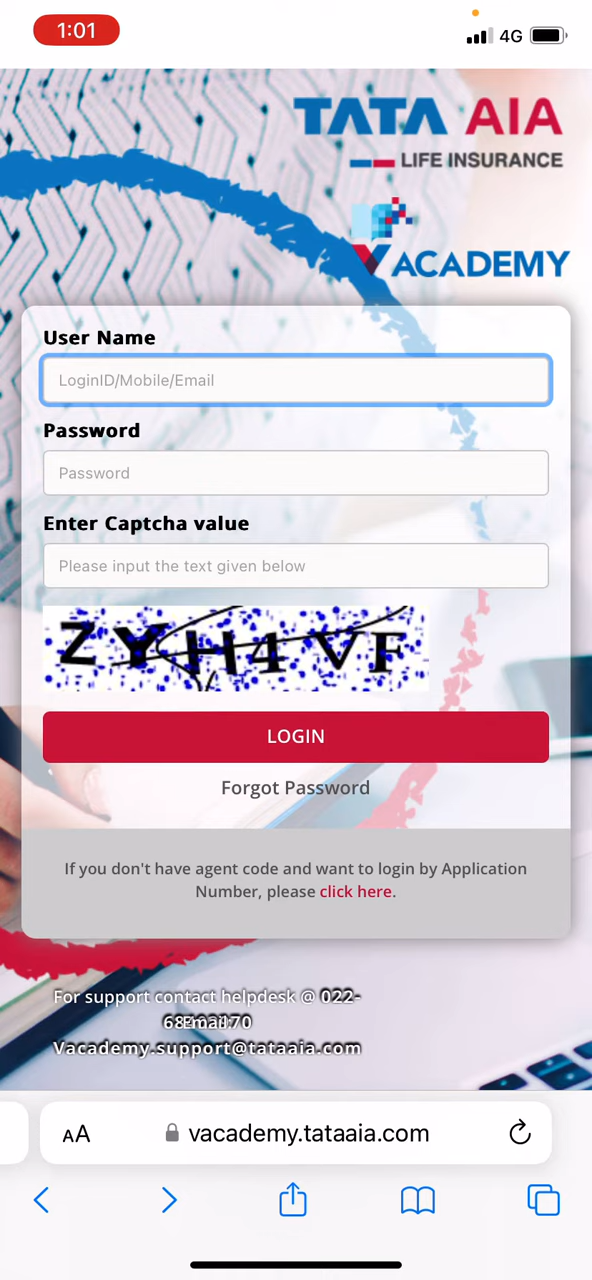 1:01
4G
TATA AIA
LIFE INSURANCE
VACADEMY
User Name
LoginID/Mobile/Email
Password
Password
Enter Captcha value
Please input the text given below
ZYH4VF
LOGIN
Forgot Password
If you don't have agent code and want to login by Application
Number, please click here.
For support contact helpdesk @ 022-
Email:
Vacademy.support@tataaia.com
AA
vacademy.tataaia.com